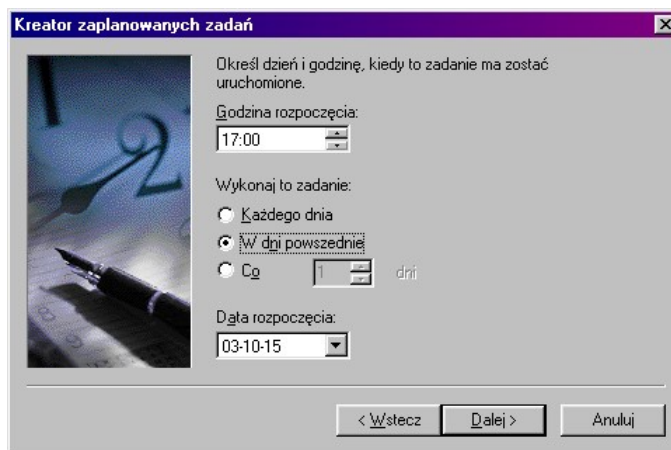 Kreator zaplanowanych zadań
Określ dzień i godzinę, kiedy to zadanie ma zostać
uruchomione.
Godzina rozpoczęcia:
17:00
Wykonaj to zadanie:
Każdego dnia
W dni powszednie
Co 1 dni
Data rozpoczęcia:
03-10-15
< Wstecz Dalej > Anuluj